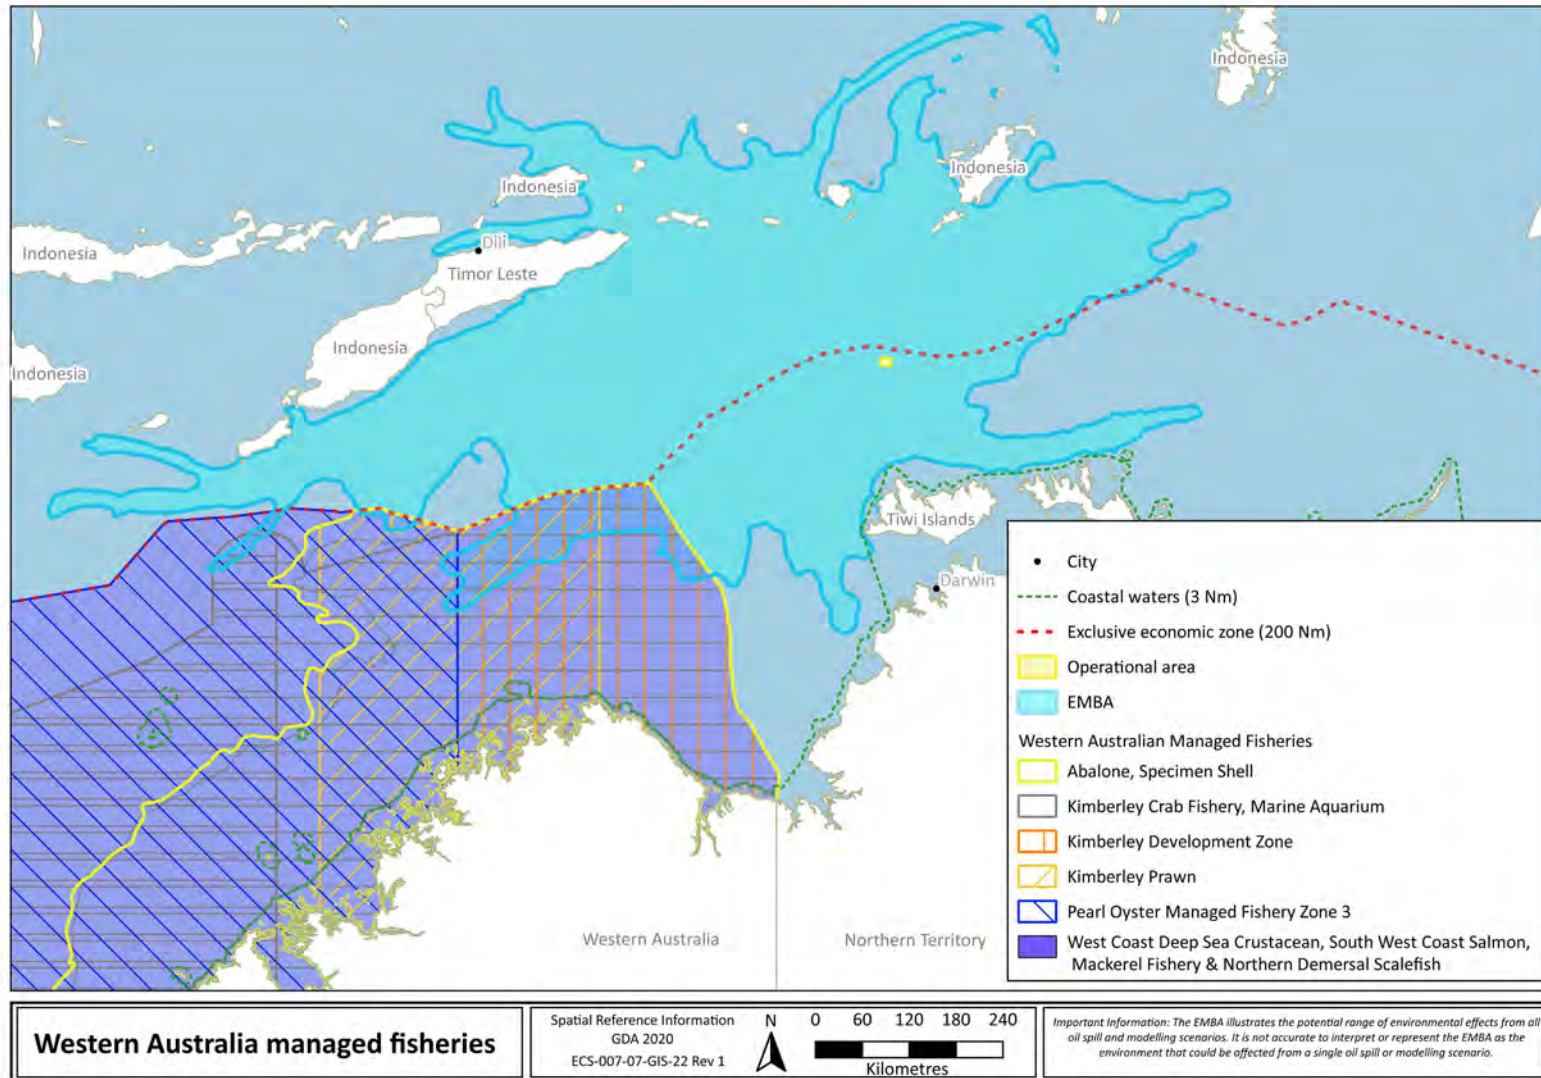 Indonesia
Indonesia
Indonesia
Dili
Indonesia
Timor Leste
Indonesia
Indonesia
Tiwi Islands
Darwin
Western Australia
Northern Territory
City
Coastal waters (3 Nm)
Exclusive economic zone (200 Nm)
Operational area
EMBA
Western Australian Managed Fisheries
Abalone, Specimen Shell
Kimberley Crab Fishery, Marine Aquarium
Kimberley Development Zone
Kimberley Prawn
Pearl Oyster Managed Fishery Zone 3
West Coast Deep Sea Crustacean, South West Coast Salmon,
Mackerel Fishery & Northern Demersal Scalefish
Western Australia managed fisheries
Spatial Reference Information
GDA 2020
ECS-007-07-GIS-22 Rev 1
N
0 60 120 180 240
Kilometres
Important Information: The EMBA illustrates the potential range of environmental effects from all
oil spill and modelling scenarios. It is not accurate to interpret or represent the EMBA as the
environment that could be affected from a single oil spill or modelling scenario.